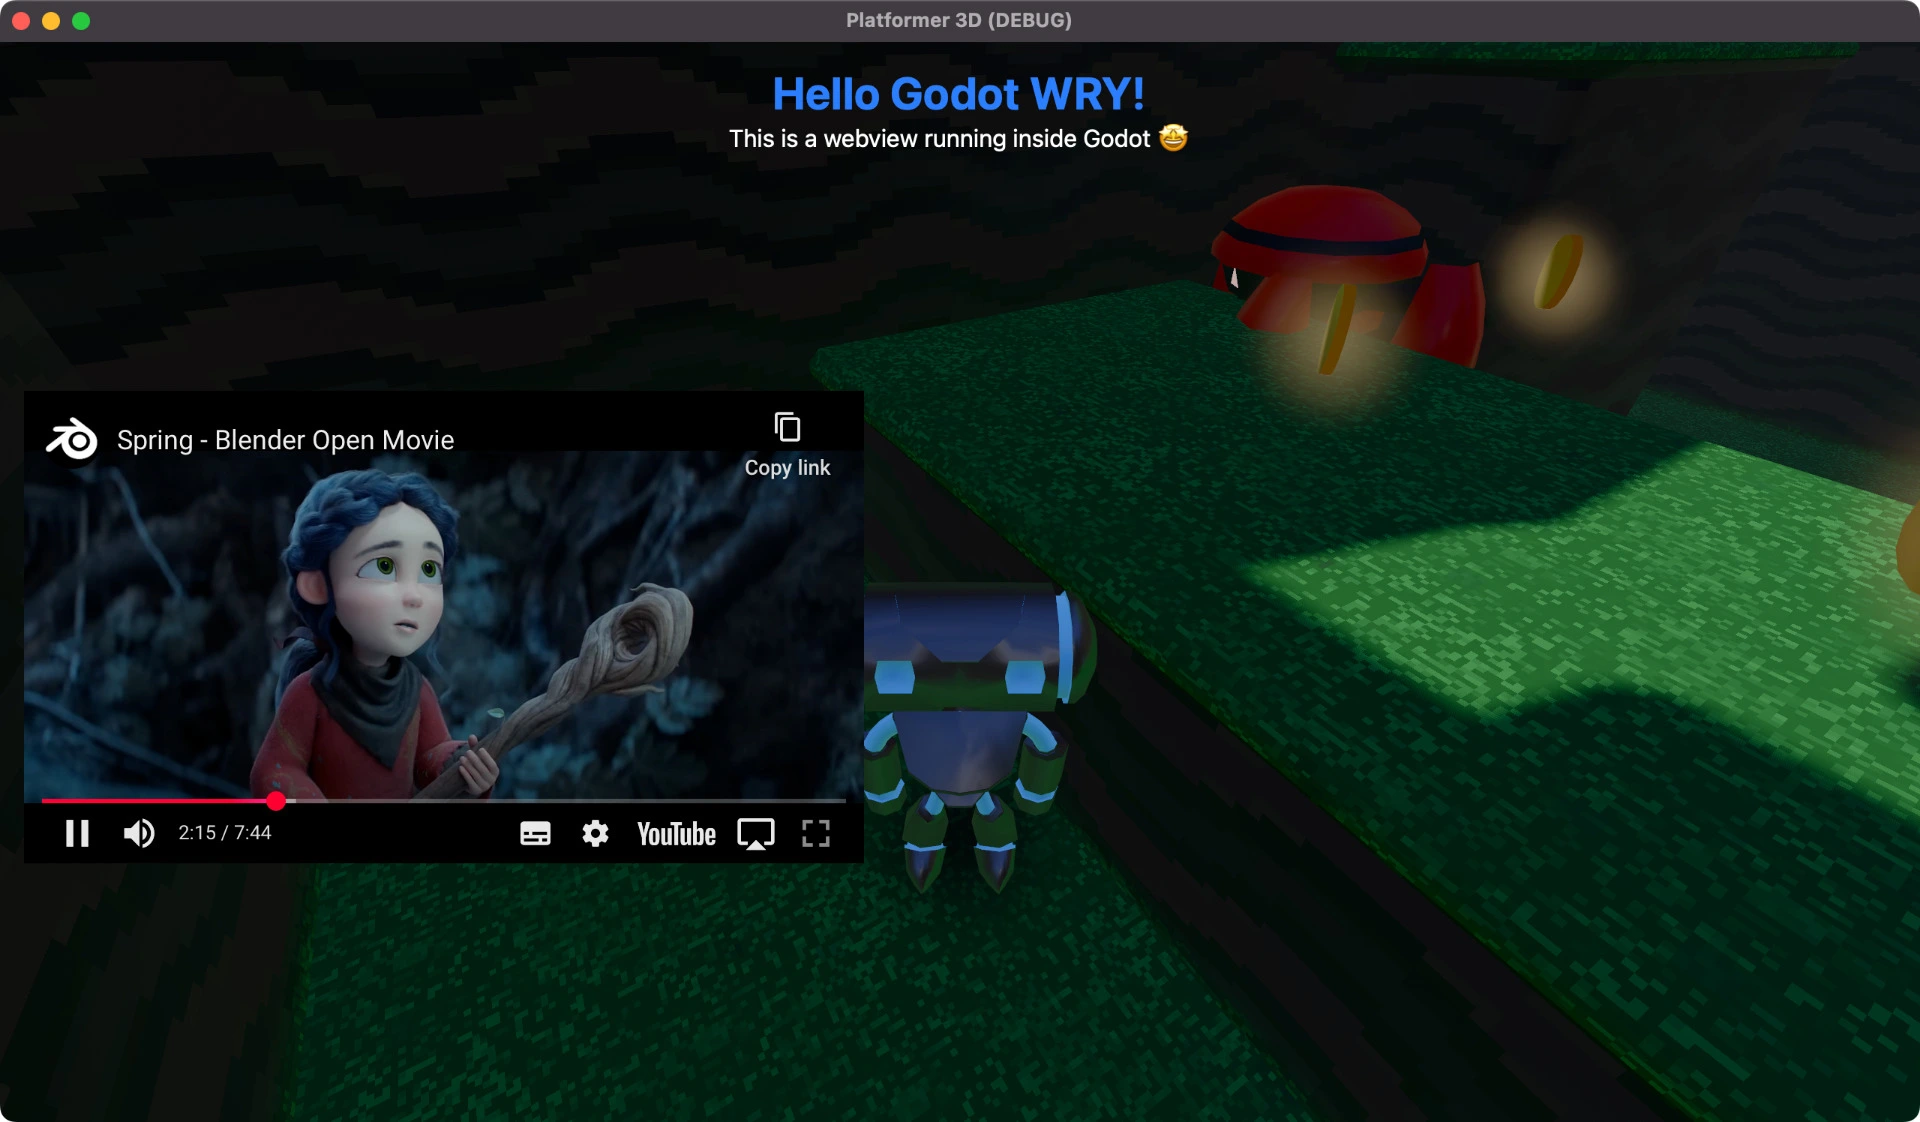 Platformer 3D (DEBUG)
Hello Godot WRY!
This is a webview running inside Godot 🤩
Spring - Blender Open Movie
Copy link
2:15 / 7:44
YouTube